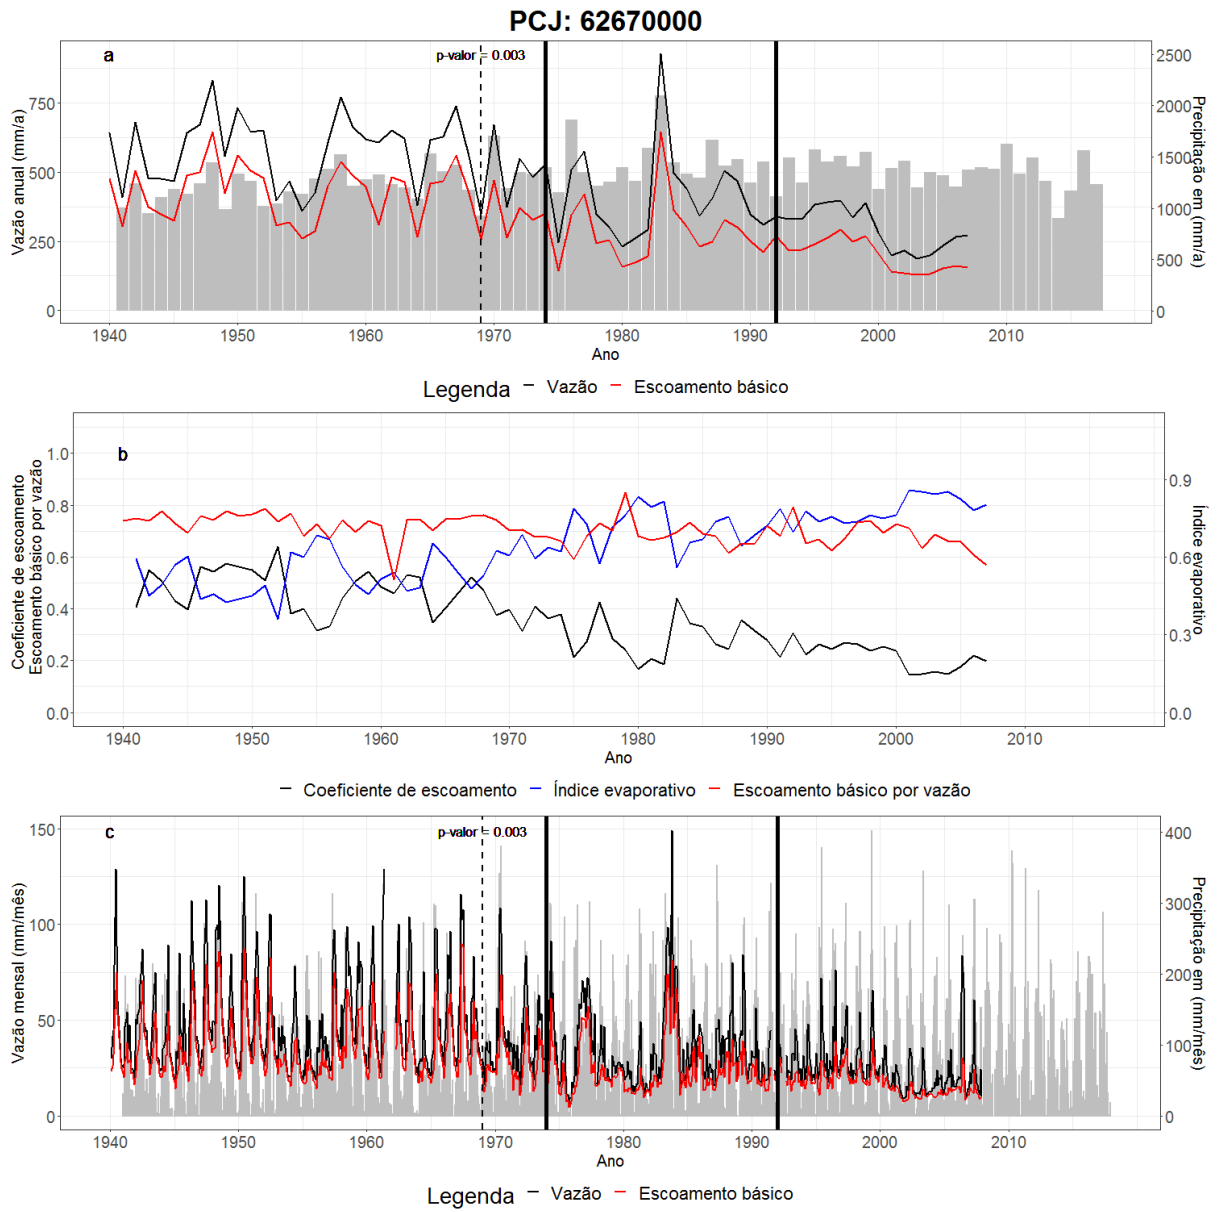 PCJ: 62670000
a
p-valor = 0.003
Vazão anual (mm/a)
750
500
250
0
2500
2000
1500
1000
500
0
Precipitação em (mm/a)
1940 1950 1960 1970 1980 1990 2000 2010
Ano
Legenda Vazão Escoamento básico
b
Coeficiente de escoamento
Escoamento básico por vazão
1.0
0.8
0.6
0.4
0.2
0.0
0.9
0.6
0.3
0.0
Índice evaporativo
1940 1950 1960 1970 1980 1990 2000 2010
Ano
Coeficiente de escoamento Índice evaporativo Escoamento básico por vazão
c
p-valor = 0.003
Vazão mensal (mm/mês)
150
100
50
0
400
300
200
100
0
Precipitação em (mm/mês)
1940 1950 1960 1970 1980 1990 2000 2010
Ano
Legenda Vazão Escoamento básico